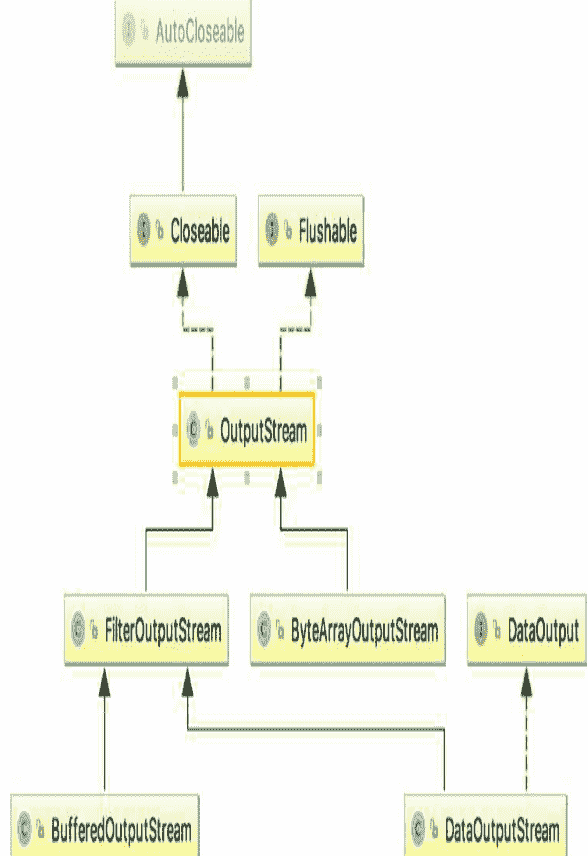 I AutoCloseable
I Closeable
I Flushable
C OutputStream
C FilterOutputStream
C ByteArrayOutputStream
I DataOutput
C BufferedOutputStream
C DataOutputStream